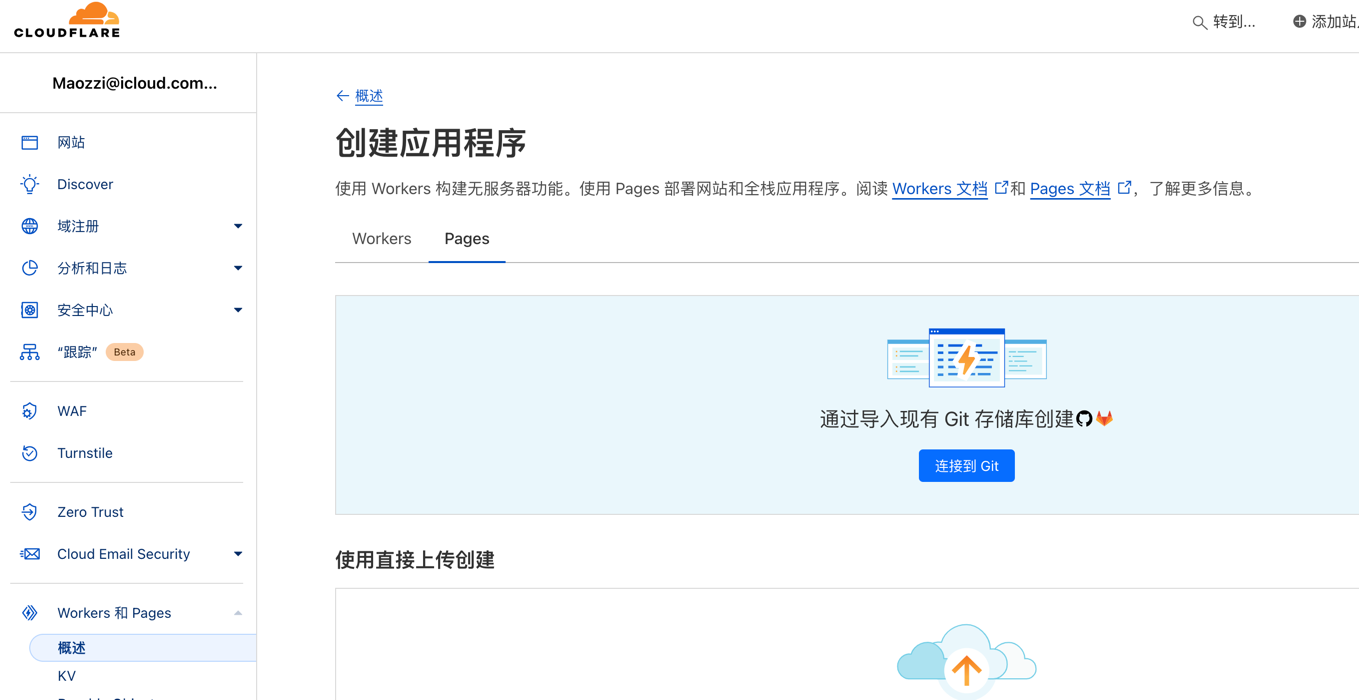 CLOUDFLARE
转到...
添加站
Maozzi@icloud.com...
网站
Discover
域注册
分析和日志
安全中心
“跟踪” Beta
WAF
Turnstile
Zero Trust
Cloud Email Security
Workers 和 Pages
概述
KV
概述
创建应用程序
使用 Workers 构建无服务器功能。使用 Pages 部署网站和全栈应用程序。阅读 Workers 文档 和 Pages 文档，了解更多信息。
Workers
Pages
通过导入现有 Git 存储库创建
连接到 Git
使用直接上传创建